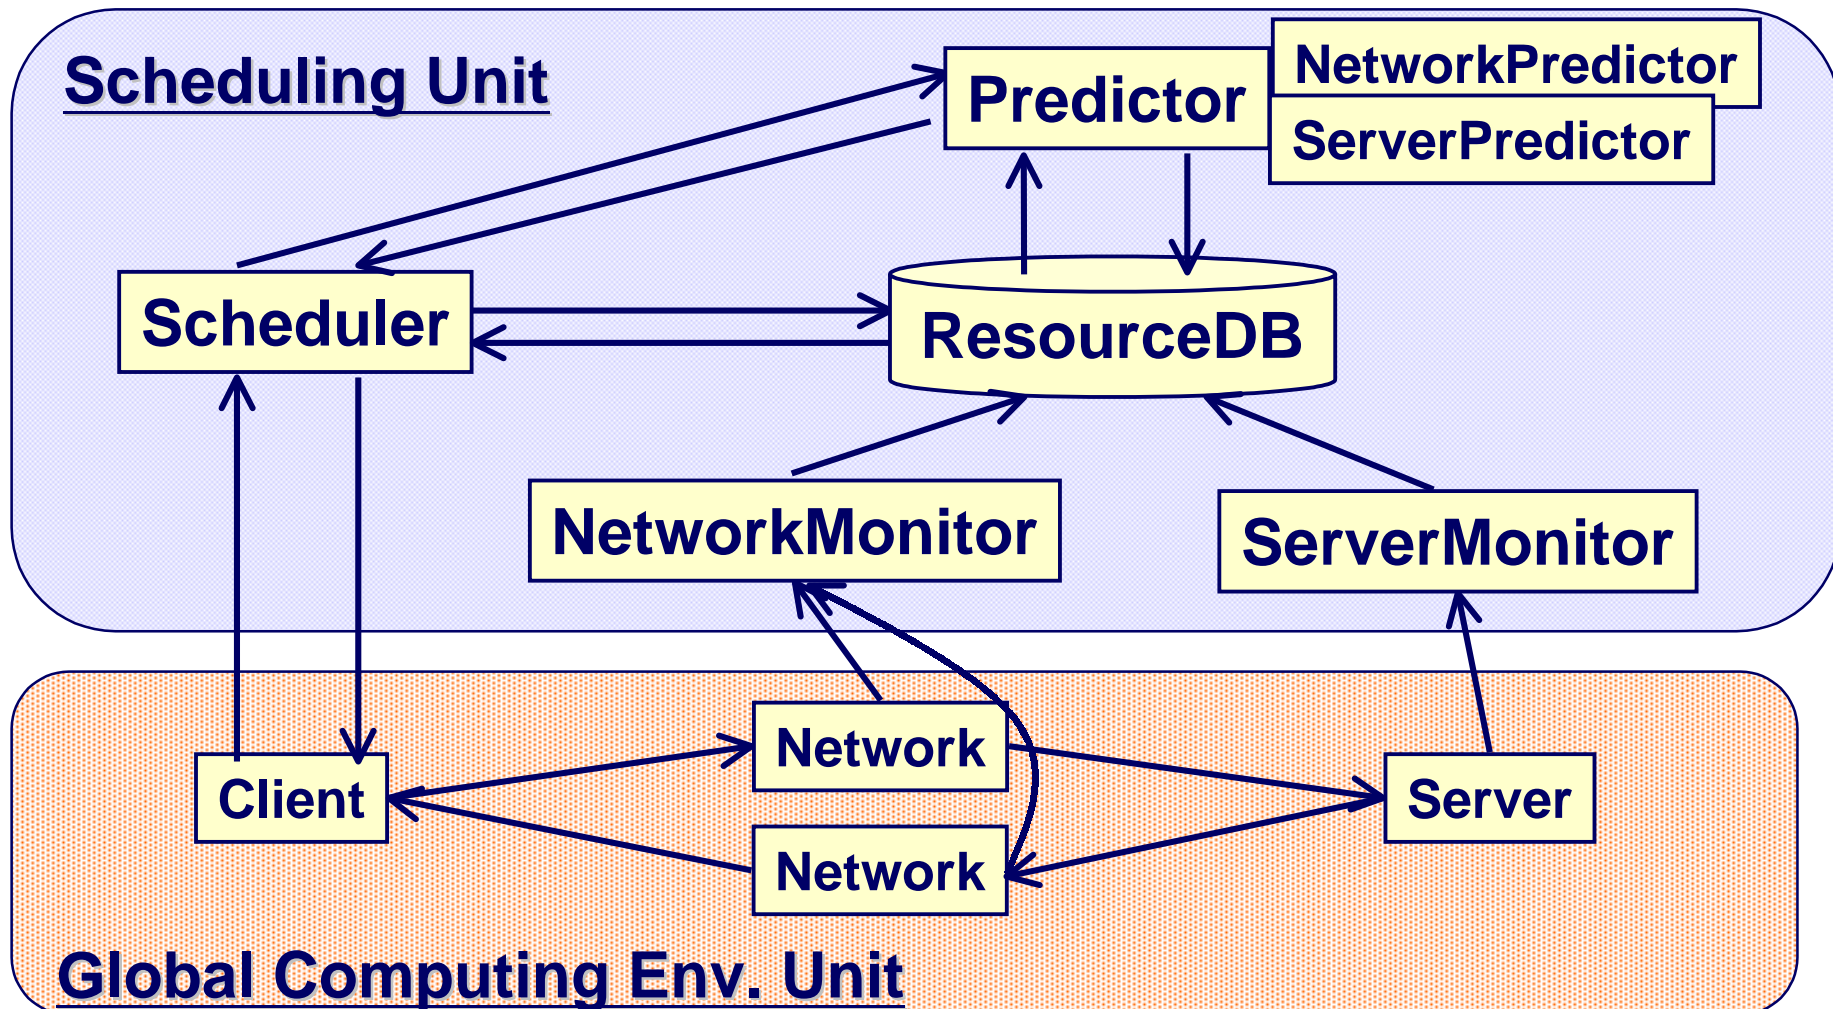 Scheduling Unit
NetworkPredictor
Predictor
ServerPredictor
Scheduler
ResourceDB
NetworkMonitor
ServerMonitor
Network
Client
Server
Network
Global Computing Env. Unit